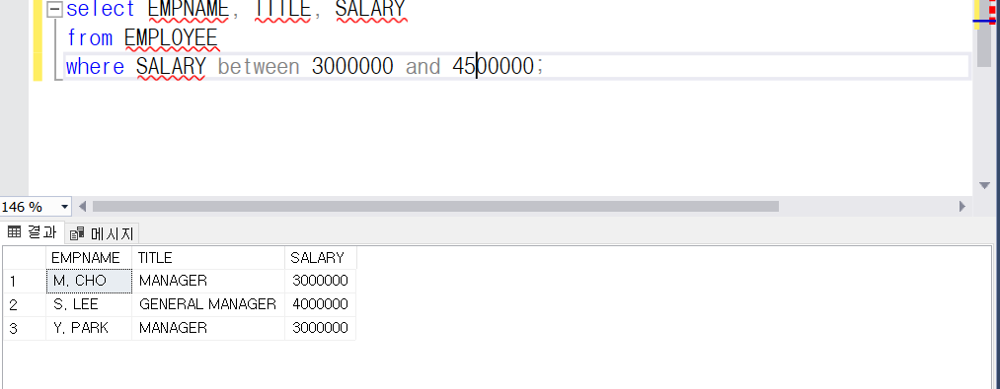 select EMPNAME, TITLE, SALARY
from EMPLOYEE
where SALARY between 3000000 and 4500000;
146 %
결과 메시지
EMPNAME TITLE SALARY
1 M. CHO MANAGER 3000000
2 S. LEE GENERAL MANAGER 4000000
3 Y. PARK MANAGER 3000000